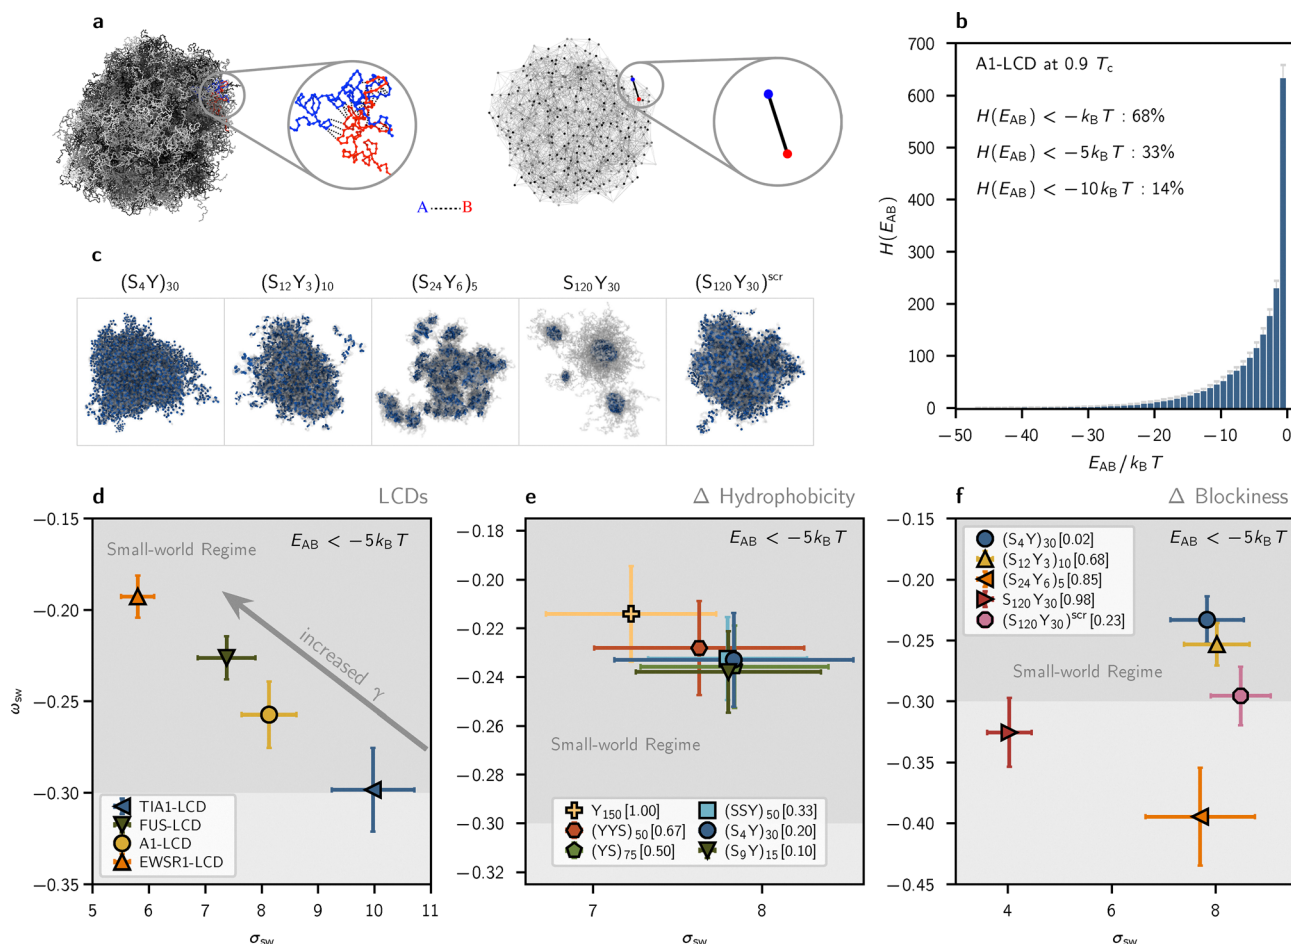 a
A B
b
700
600
500
400
300
200
100
0
H(E_AB)
A1-LCD at 0.9 T_c
H(E_AB) < −k_B T : 68%
H(E_AB) < −5k_B T : 33%
H(E_AB) < −10k_B T : 14%
−50 −40 −30 −20 −10 0
E_AB / k_B T
c
(S₄Y)₃₀ (S₁₂Y₃)₁₀ (S₂₄Y₆)₅ S₁₂₀Y₃₀ (S₁₂₀Y₃₀)ˢᶜʳ
d LCDs
−0.15
−0.20
−0.25
−0.30
−0.35
ω_sw
Small-world Regime
E_AB < −5k_B T
increased γ
TIA1-LCD
FUS-LCD
A1-LCD
EWSR1-LCD
5 6 7 8 9 10 11
σ_sw
e Δ Hydrophobicity
−0.18
−0.20
−0.22
−0.24
−0.26
−0.28
−0.30
−0.32
E_AB < −5k_B T
Small-world Regime
Y₁₅₀ [1.00] (SSY)₅₀ [0.33]
(YYS)₅₀ [0.67] (S₄Y)₃₀ [0.20]
(YS)₇₅ [0.50] (S₉Y)₁₅ [0.10]
7 8
σ_sw
f Δ Blockiness
−0.15
−0.20
−0.25
−0.30
−0.35
−0.40
−0.45
E_AB < −5k_B T
(S₄Y)₃₀ [0.02]
(S₁₂Y₃)₁₀ [0.68]
(S₂₄Y₆)₅ [0.85]
S₁₂₀Y₃₀ [0.98]
(S₁₂₀Y₃₀)ˢᶜʳ [0.23]
Small-world Regime
4 6 8
σ_sw